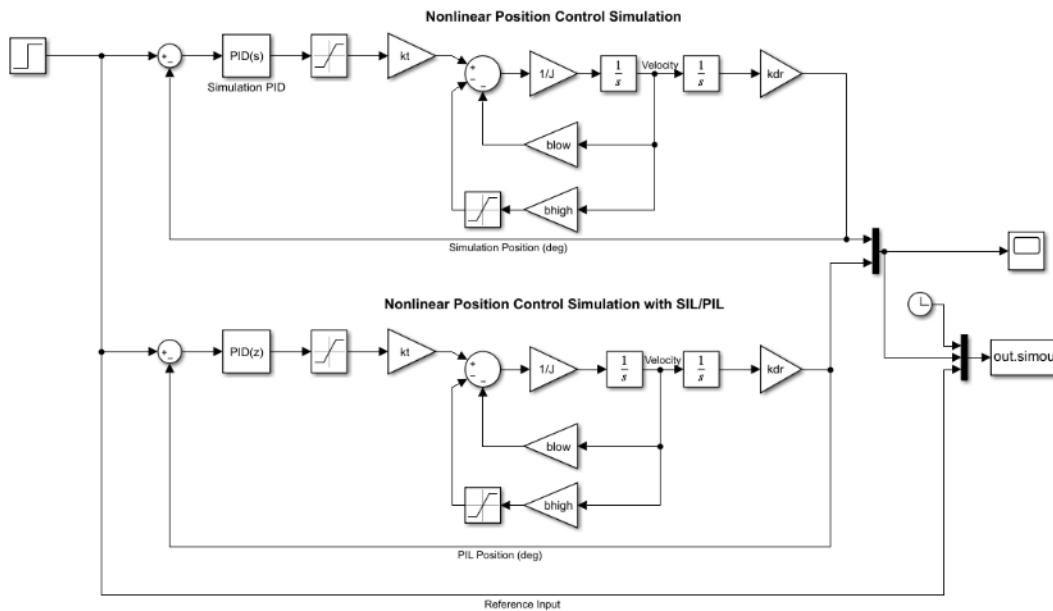 Nonlinear Position Control Simulation
PID(s)
Simulation PID
kt
+
−
−
1/J
1
s
Velocity
1
s
kdr
blow
bhigh
+
−
Simulation Position (deg)
Nonlinear Position Control Simulation with SIL/PIL
PID(z)
kt
+
−
−
1/J
1
s
Velocity
1
s
kdr
out.simou
blow
bhigh
+
−
PIL Position (deg)
Reference Input